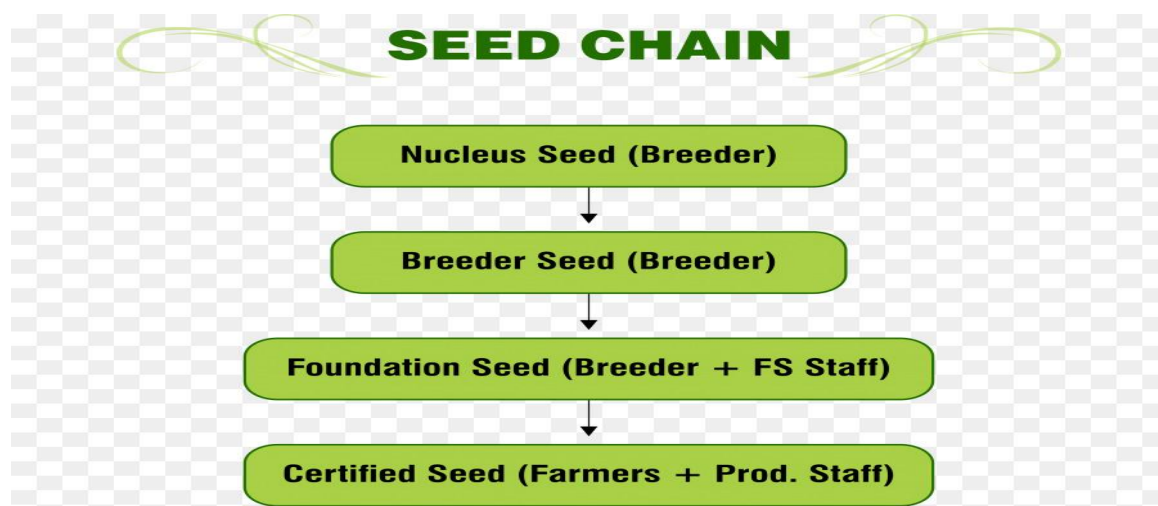 SEED CHAIN
Nucleus Seed (Breeder)
Breeder Seed (Breeder)
Foundation Seed (Breeder + FS Staff)
Certified Seed (Farmers + Prod. Staff)